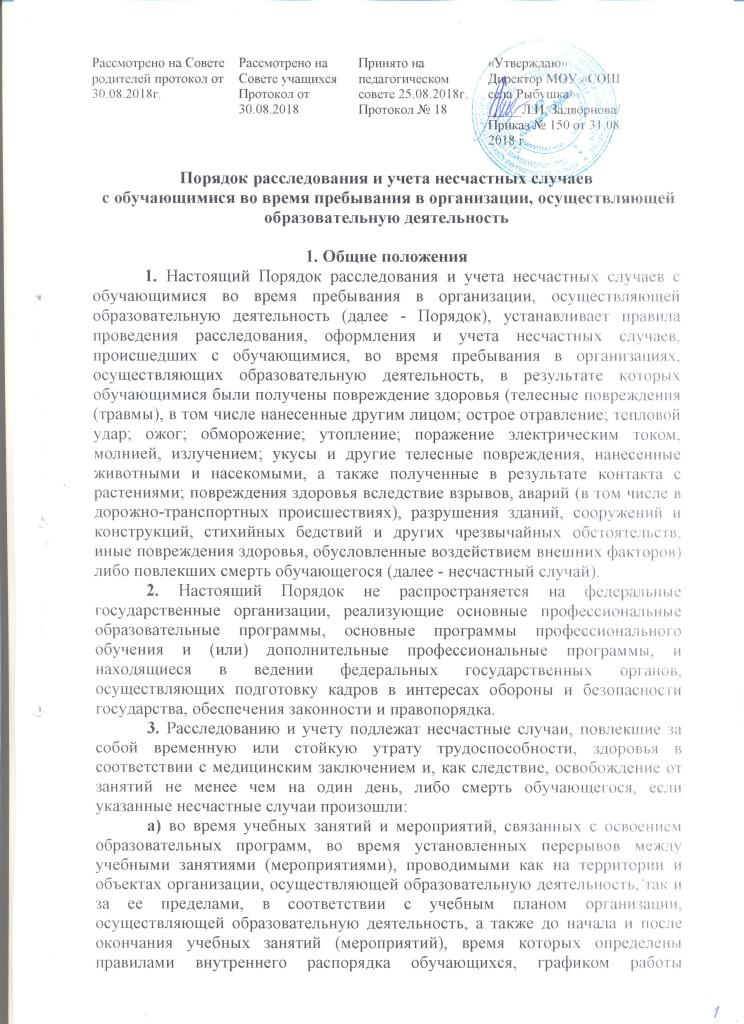 Рассмотрено на Совете
родителей протокол от
30.08.2018г.
Рассмотрено на
Совете учащихся
Протокол от
30.08.2018
Принято на
педагогическом
совете 25.08.2018г.
Протокол № 18
«Утверждаю»
Директор МОУ «СОШ
села Рыбушка»
Л.И. Задворнова/
Приказ № 150 от 31.08.
2018 г.
Порядок расследования и учета несчастных случаев
с обучающимися во время пребывания в организации, осуществляющей
образовательную деятельность
1. Общие положения
1. Настоящий Порядок расследования и учета несчастных случаев с
обучающимися во время пребывания в организации, осуществляющей
образовательную деятельность (далее - Порядок), устанавливает правила
проведения расследования, оформления и учета несчастных случаев,
происшедших с обучающимися, во время пребывания в организациях,
осуществляющих образовательную деятельность, в результате которых
обучающимися были получены повреждение здоровья (телесные повреждения
(травмы), в том числе нанесенные другим лицом; острое отравление; тепловой
удар; ожог; обморожение; утопление; поражение электрическим током,
молнией, излучением; укусы и другие телесные повреждения, нанесенные
животными и насекомыми, а также полученные в результате контакта с
растениями; повреждения здоровья вследствие взрывов, аварий (в том числе в
дорожно-транспортных происшествиях), разрушения зданий, сооружений и
конструкций, стихийных бедствий и других чрезвычайных обстоятельств,
иные повреждения здоровья, обусловленные воздействием внешних факторов)
либо повлекших смерть обучающегося (далее - несчастный случай).
2. Настоящий Порядок не распространяется на федеральные
государственные организации, реализующие основные профессиональные
образовательные программы, основные программы профессионального
обучения и (или) дополнительные профессиональные программы, и
находящиеся в ведении федеральных государственных органов,
осуществляющих подготовку кадров в интересах обороны и безопасности
государства, обеспечения законности и правопорядка.
3. Расследованию и учету подлежат несчастные случаи, повлекшие за
собой временную или стойкую утрату трудоспособности, здоровья в
соответствии с медицинским заключением и, как следствие, освобождение от
занятий не менее чем на один день, либо смерть обучающегося, если
указанные несчастные случаи произошли:
а) во время учебных занятий и мероприятий, связанных с освоением
образовательных программ, во время установленных перерывов между
учебными занятиями (мероприятиями), проводимыми как на территории и
объектах организации, осуществляющей образовательную деятельность, так и
за ее пределами, в соответствии с учебным планом организации,
осуществляющей образовательную деятельность, а также до начала и после
окончания учебных занятий (мероприятий), время которых определены
правилами внутреннего распорядка обучающихся, графиком работы
1